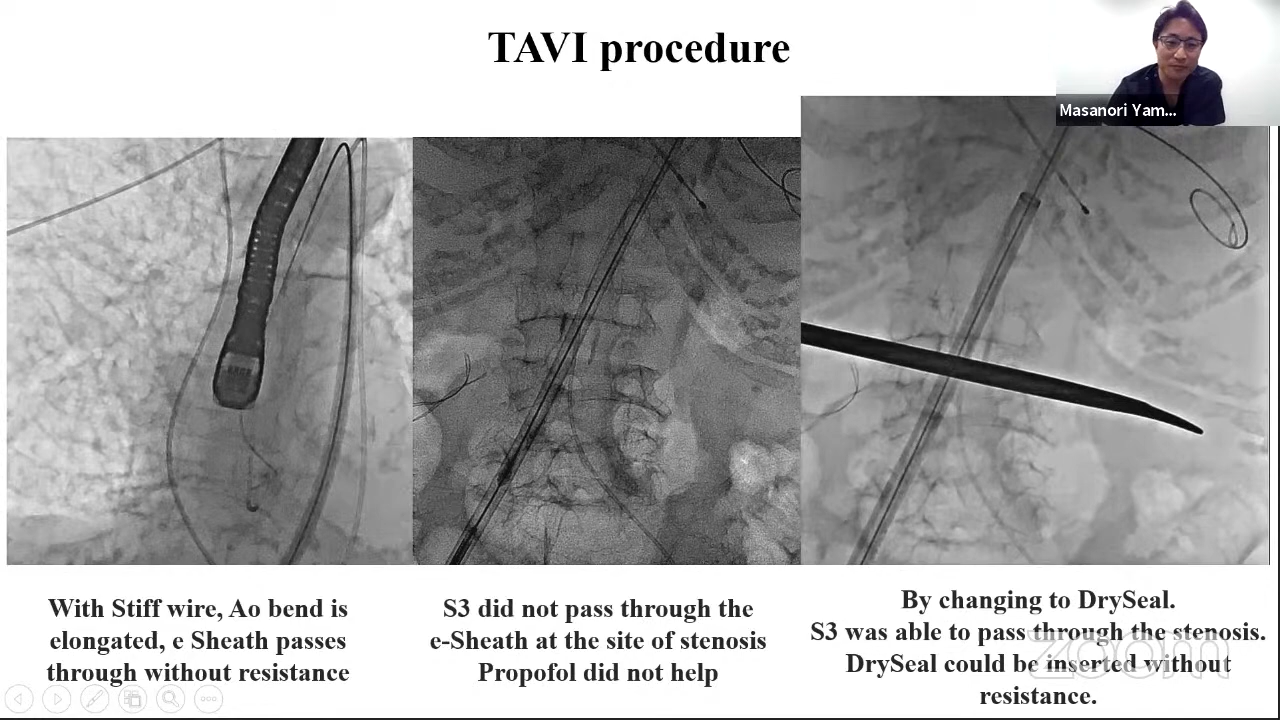 TAVI procedure
Masanori Yam...
With Stiff wire, Ao bend is
elongated, e Sheath passes
through without resistance
S3 did not pass through the
e-Sheath at the site of stenosis
Propofol did not help
By changing to DrySeal.
S3 was able to pass through the stenosis.
DrySeal could be inserted without
resistance.
zoom